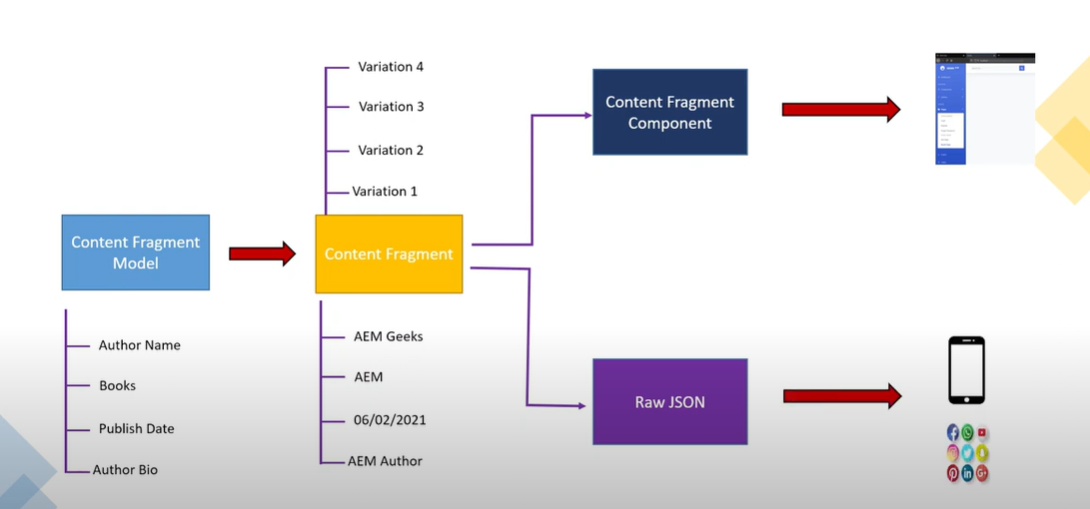 Variation 4
Variation 3
Variation 2
Variation 1
Content Fragment
Model
Content Fragment
Content Fragment
Component
Author Name
Books
Publish Date
Author Bio
AEM Geeks
AEM
06/02/2021
AEM Author
Raw JSON